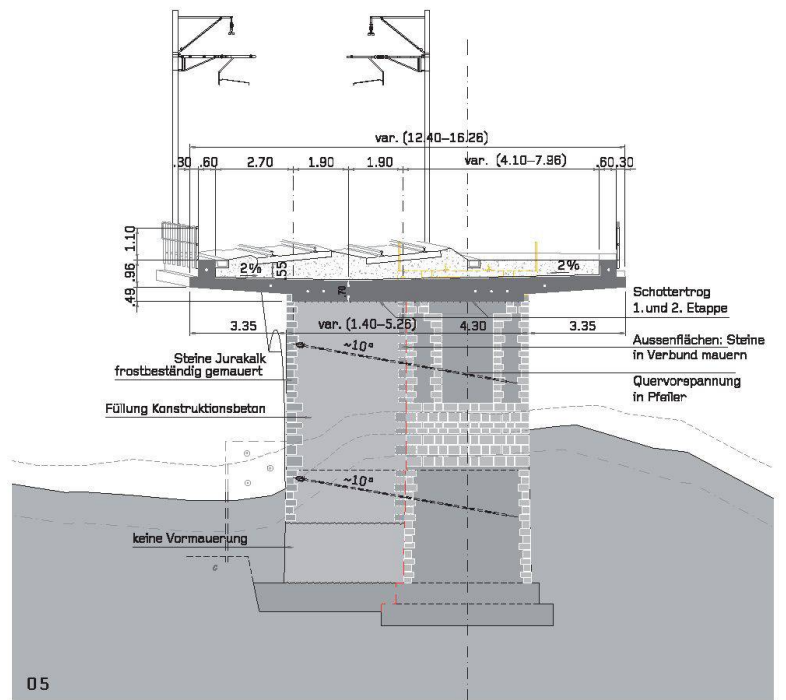 var. (12.40–16.26)
.30 .60 2.70 1.90 1.90 var. (4.10–7.96) .60 .30
1.10
.96
.49
2%
.55
2%
.70
3.35 var. (1.40–5.26) 4.30 3.35
Schottertrog
1. und 2. Etappe
Steine Jurakalk
frostbeständig gemauert
~10°
Aussenflächen: Steine
in Verbund mauern
Quervorspannung
in Pfeiler
Füllung Konstruktionsbeton
~10°
keine Vormauerung
05